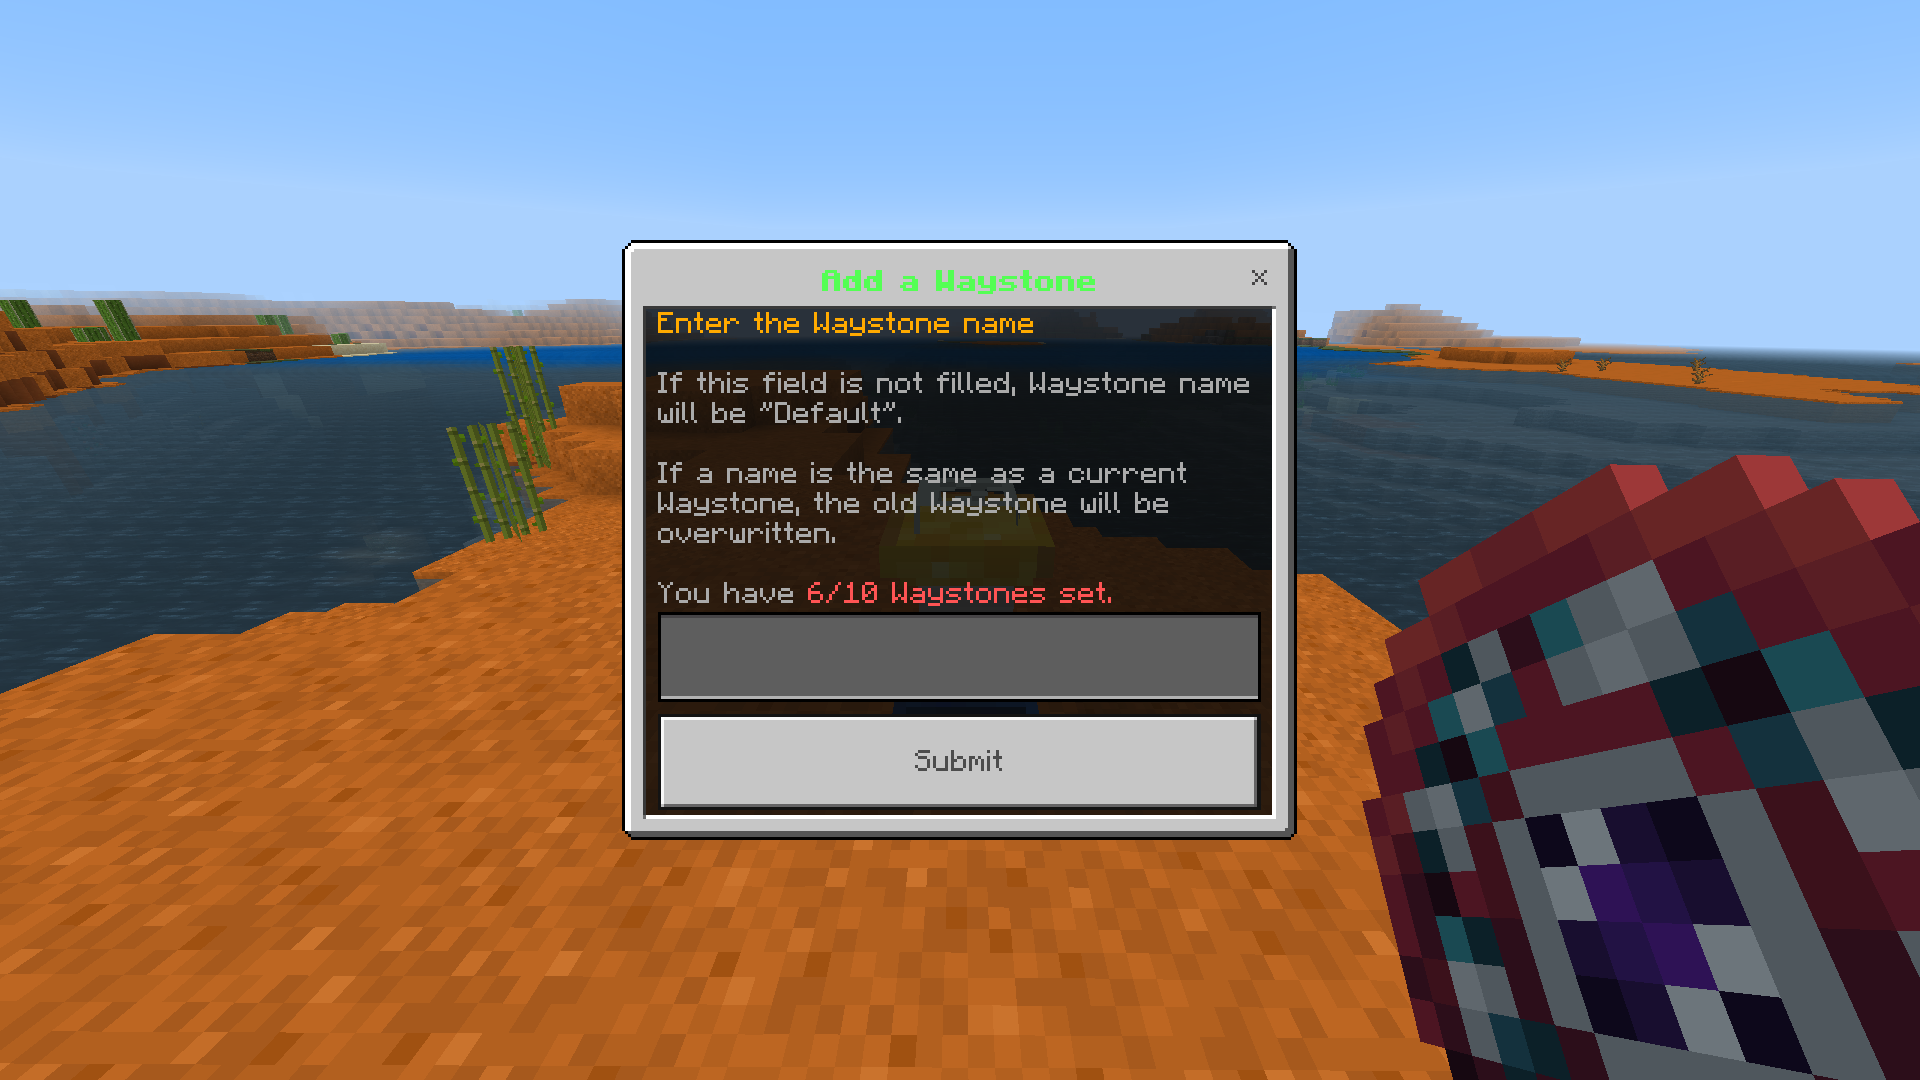 Add a Waystone
Enter the Waystone name
If this field is not filled, Waystone name
will be "Default".
If a name is the same as a current
Waystone, the old Waystone will be
overwritten.
You have 6/10 Waystones set.
Submit